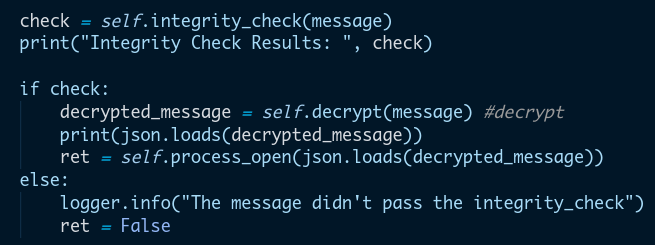 check = self.integrity_check(message)
print("Integrity Check Results: ", check)
if check:
decrypted_message = self.decrypt(message) #decrypt
print(json.loads(decrypted_message))
ret = self.process_open(json.loads(decrypted_message))
else:
logger.info("The message didn't pass the integrity_check")
ret = False